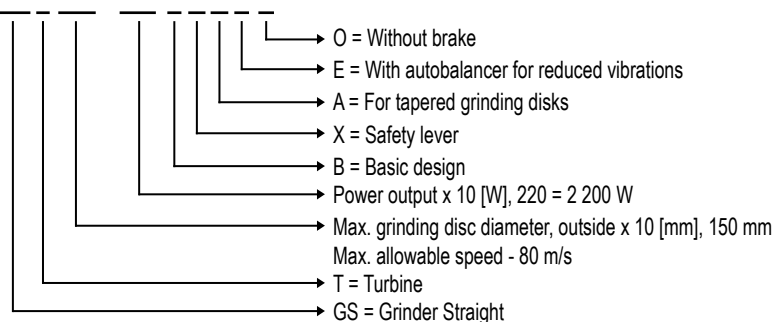 O = Without brake
E = With autobalancer for reduced vibrations
A = For tapered grinding disks
X = Safety lever
B = Basic design
Power output x 10 [W], 220 = 2 200 W
Max. grinding disc diameter, outside x 10 [mm], 150 mm
Max. allowable speed - 80 m/s
T = Turbine
GS = Grinder Straight